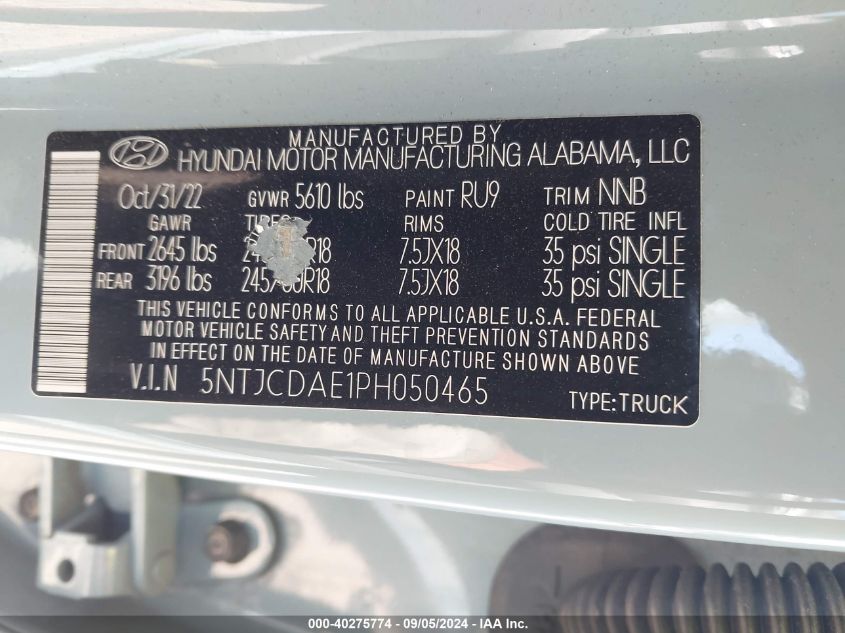 MANUFACTURED BY
HYUNDAI MOTOR MANUFACTURING ALABAMA, LLC
Oct/31/22 GVWR 5610 lbs PAINT RU9 TRIM NNB
GAWR TIRES RIMS COLD TIRE INFL
FRONT 2645 lbs 7.5JX18 35 psi SINGLE
REAR 3196 lbs 7.5JX18 35 psi SINGLE
THIS VEHICLE CONFORMS TO ALL APPLICABLE U.S.A. FEDERAL
MOTOR VEHICLE SAFETY AND THEFT PREVENTION STANDARDS
IN EFFECT ON THE DATE OF MANUFACTURE SHOWN ABOVE
V.I.N 5NTJCDAE1PH050465 TYPE:TRUCK
000-40275774 - 09/05/2024 - IAA Inc.